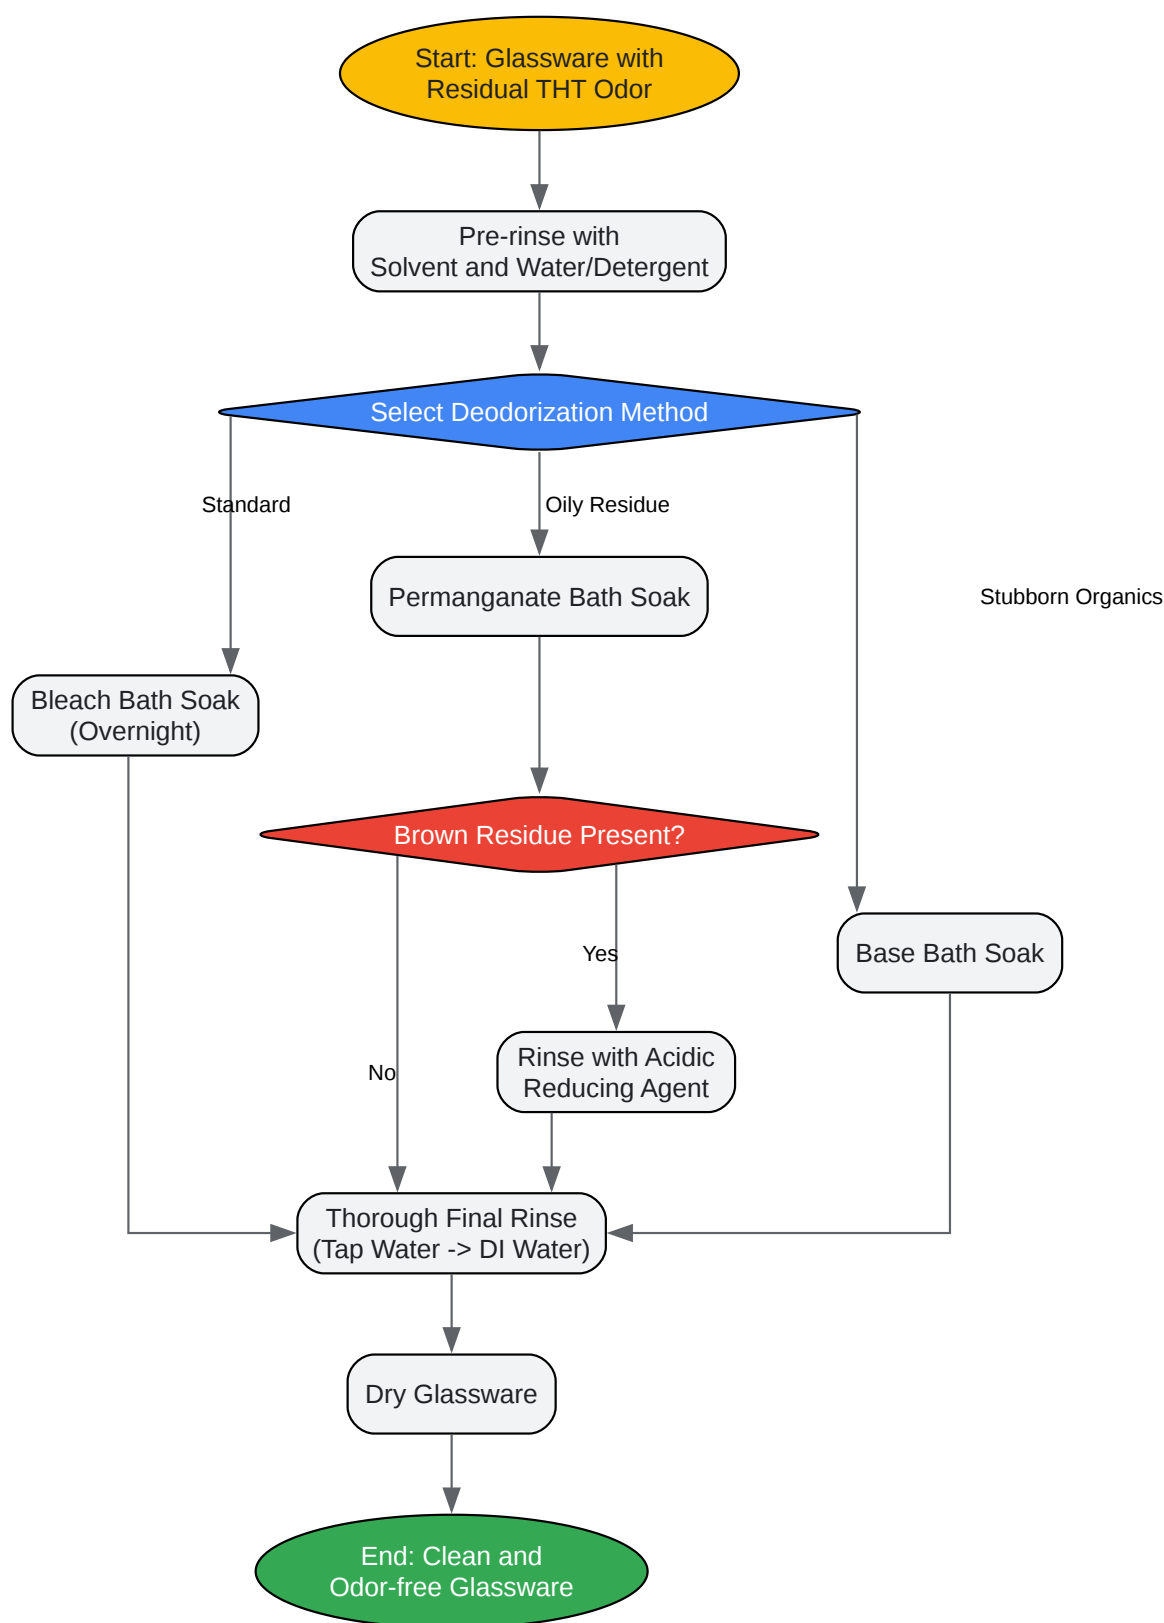 Start: Glassware with
Residual THT Odor
Pre-rinse with
Solvent and Water/Detergent
Select Deodorization Method
Standard
Oily Residue
Stubborn Organics
Permanganate Bath Soak
Bleach Bath Soak
(Overnight)
Brown Residue Present?
Yes
Base Bath Soak
No
Rinse with Acidic
Reducing Agent
Thorough Final Rinse
(Tap Water -> DI Water)
Dry Glassware
End: Clean and
Odor-free Glassware